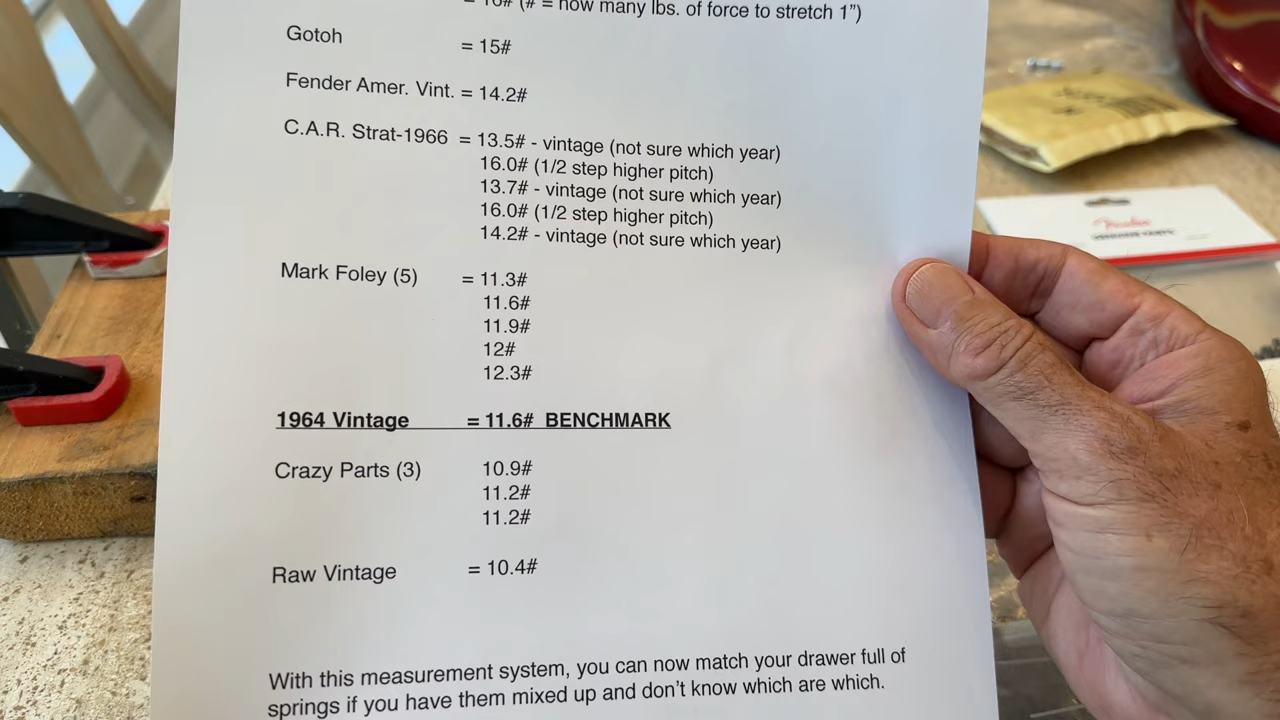 = 16# (# = how many lbs. of force to stretch 1”)
Gotoh = 15#
Fender Amer. Vint. = 14.2#
C.A.R. Strat-1966 = 13.5# - vintage (not sure which year)
16.0# (1/2 step higher pitch)
13.7# - vintage (not sure which year)
16.0# (1/2 step higher pitch)
14.2# - vintage (not sure which year)
Mark Foley (5) = 11.3#
11.6#
11.9#
12#
12.3#
1964 Vintage = 11.6# BENCHMARK
Crazy Parts (3) 10.9#
11.2#
11.2#
Raw Vintage = 10.4#
With this measurement system, you can now match your drawer full of
springs if you have them mixed up and don’t know which are which.
Fender